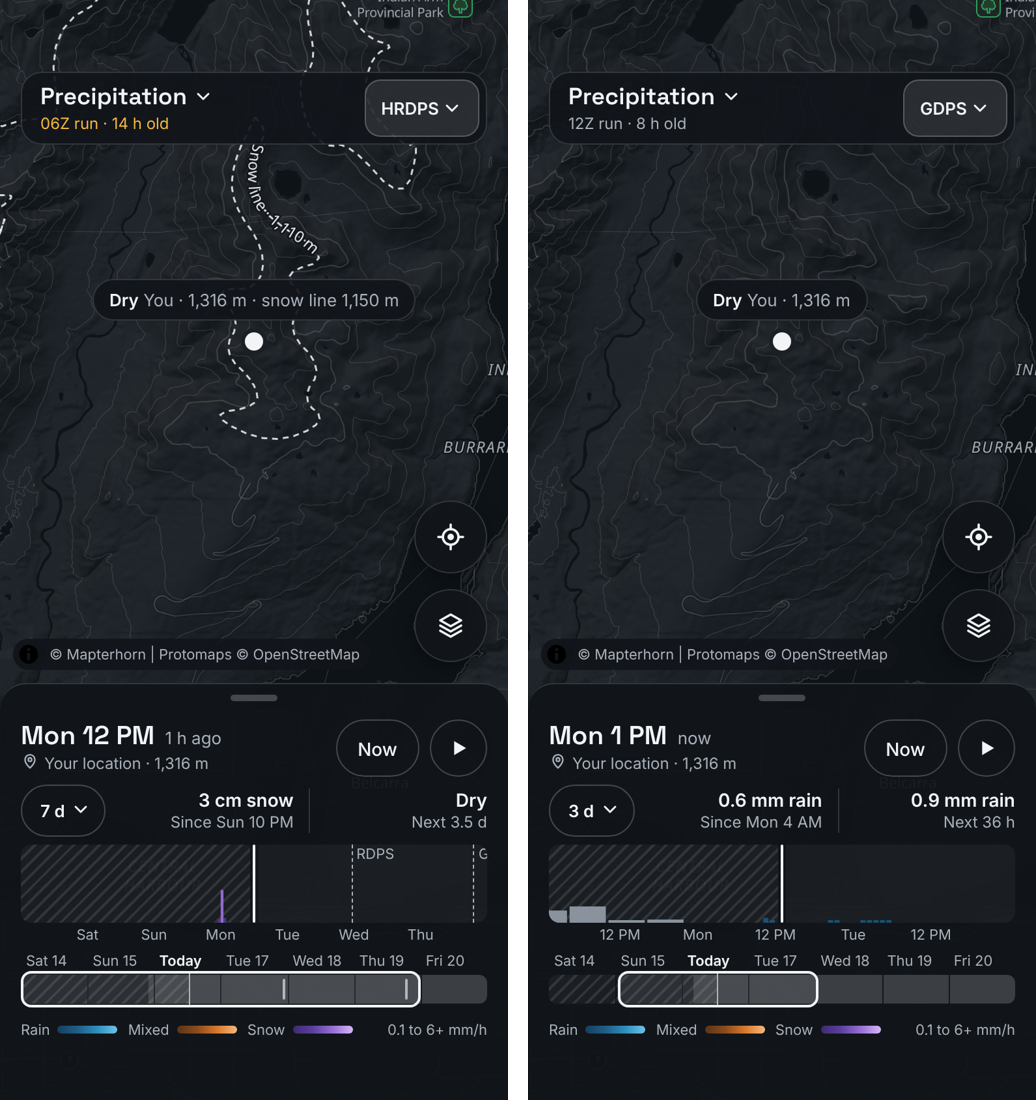 Provincial Park
Precipitation
06Z run · 14 h old
HRDPS
Snow line · 1,110 m
Dry You · 1,316 m · snow line 1,150 m
BURRAR
© Mapterhorn | Protomaps © OpenStreetMap
Mon 12 PM 1 h ago
Your location · 1,316 m
Now
7 d
3 cm snow
Since Sun 10 PM
Dry
Next 3.5 d
RDPS
G
Sat Sun Mon Tue Wed Thu
Sat 14 Sun 15 Today Tue 17 Wed 18 Thu 19 Fri 20
Rain Mixed Snow 0.1 to 6+ mm/h
Provi
Precipitation
12Z run · 8 h old
GDPS
Dry You · 1,316 m
BURRAR
© Mapterhorn | Protomaps © OpenStreetMap
Mon 1 PM now
Your location · 1,316 m
Now
Belcarra
3 d
0.6 mm rain
Since Mon 4 AM
0.9 mm rain
Next 36 h
12 PM Mon 12 PM Tue 12 PM
Sat 14 Sun 15 Today Tue 17 Wed 18 Thu 19 Fri 20
Rain Mixed Snow 0.1 to 6+ mm/h